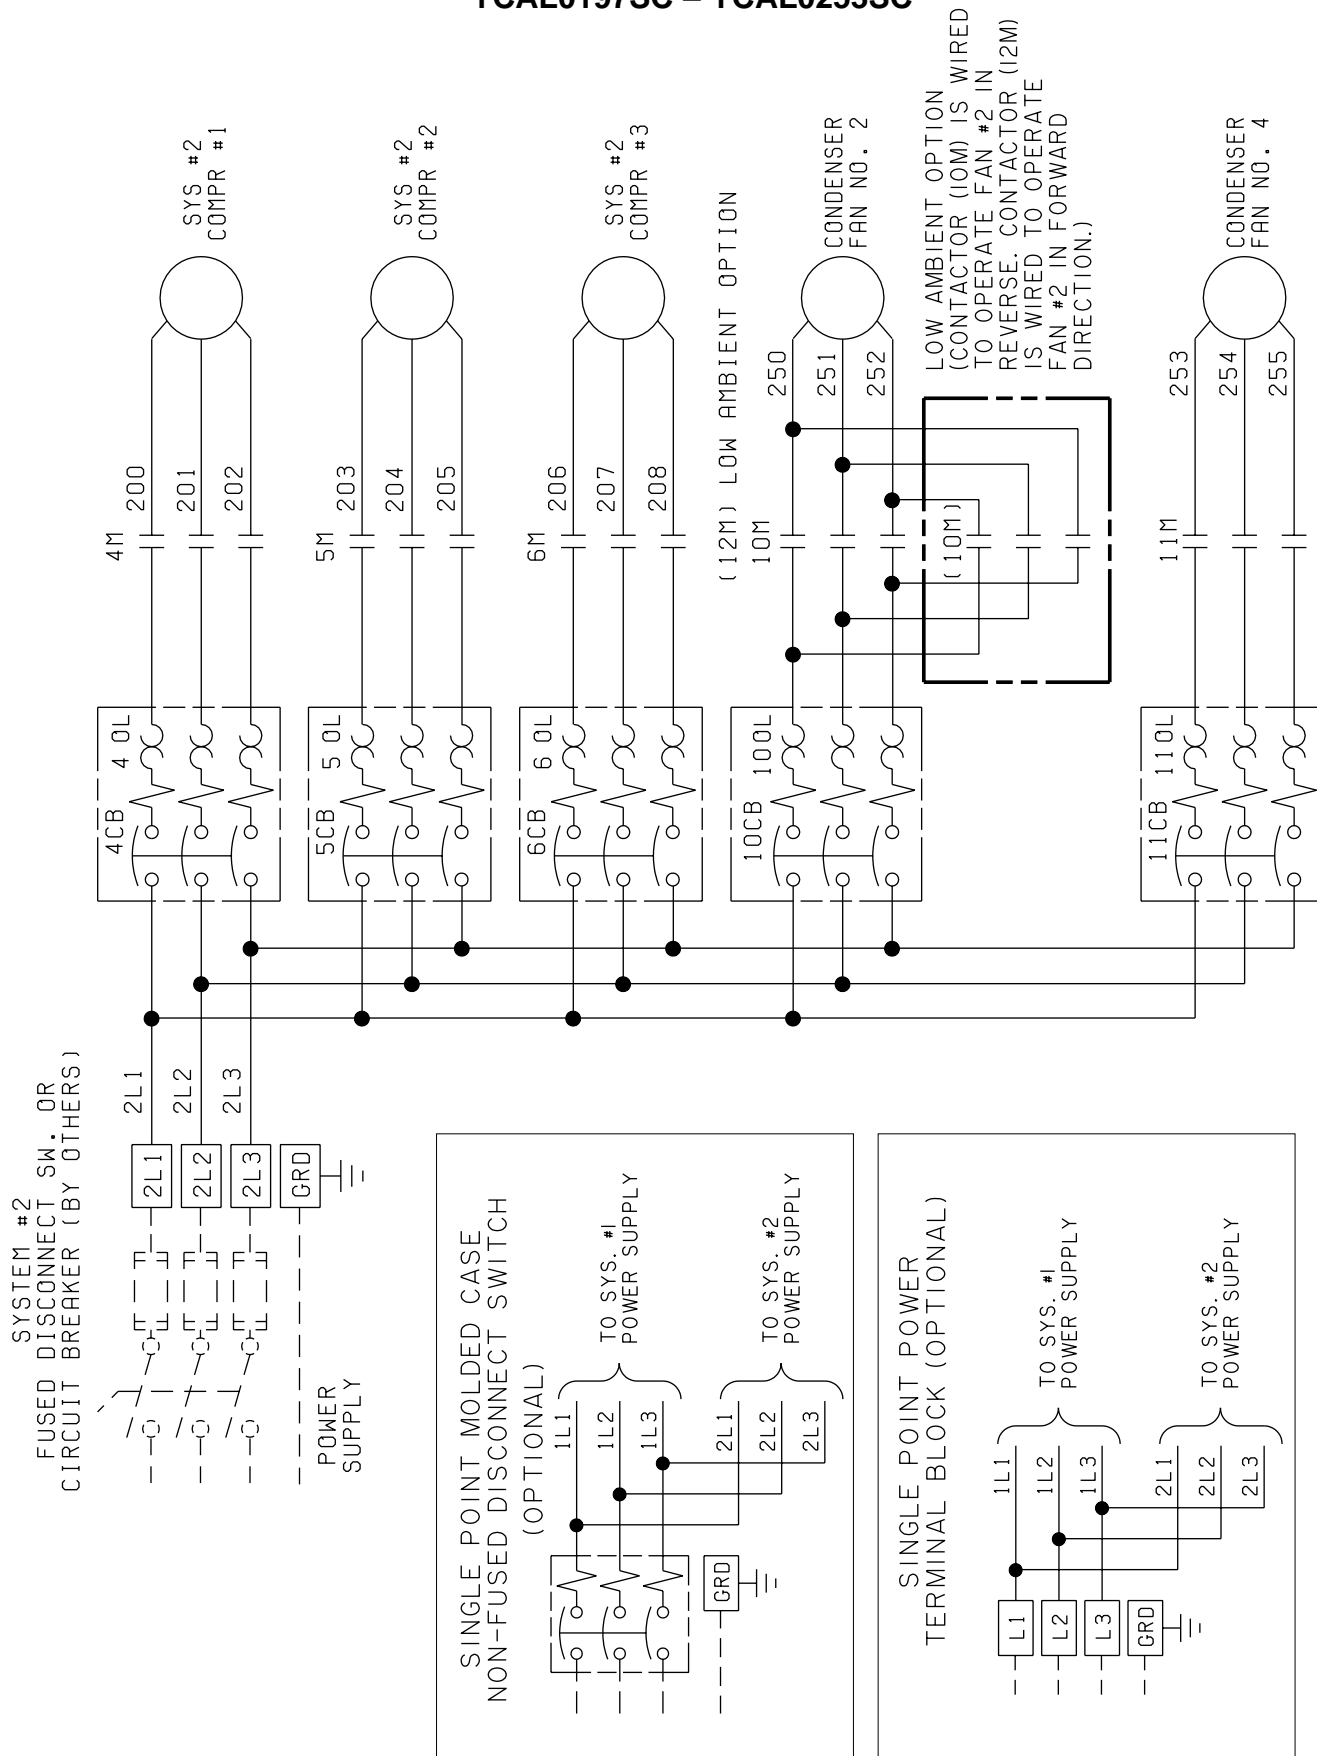 SYSTEM #2
FUSED DISCONNECT SW. OR
CIRCUIT BREAKER (BY OTHERS)
POWER
SUPPLY
2L1
2L2
2L3
GRD
2L1
2L2
2L3
4CB
4 OL
4M
200
201
202
SYS #2
COMPR #1
5CB
5 OL
5M
203
204
205
SYS #2
COMPR #2
6CB
6 OL
6M
206
207
208
SYS #2
COMPR #3
(12M) LOW AMBIENT OPTION
10CB
10OL
10M
250
251
252
CONDENSER
FAN NO. 2
(10M)
LOW AMBIENT OPTION
(CONTACTOR (10M) IS WIRED
TO OPERATE FAN #2 IN
REVERSE. CONTACTOR (12M)
IS WIRED TO OPERATE
FAN #2 IN FORWARD
DIRECTION.)
11CB
11OL
11M
253
254
255
CONDENSER
FAN NO. 4
SINGLE POINT MOLDED CASE
NON-FUSED DISCONNECT SWITCH
(OPTIONAL)
1L1
1L2
1L3
TO SYS. #1
POWER SUPPLY
2L1
2L2
2L3
TO SYS. #2
POWER SUPPLY
GRD
SINGLE POINT POWER
TERMINAL BLOCK (OPTIONAL)
L1
L2
L3
GRD
1L1
1L2
1L3
TO SYS. #1
POWER SUPPLY
2L1
2L2
2L3
TO SYS. #2
POWER SUPPLY